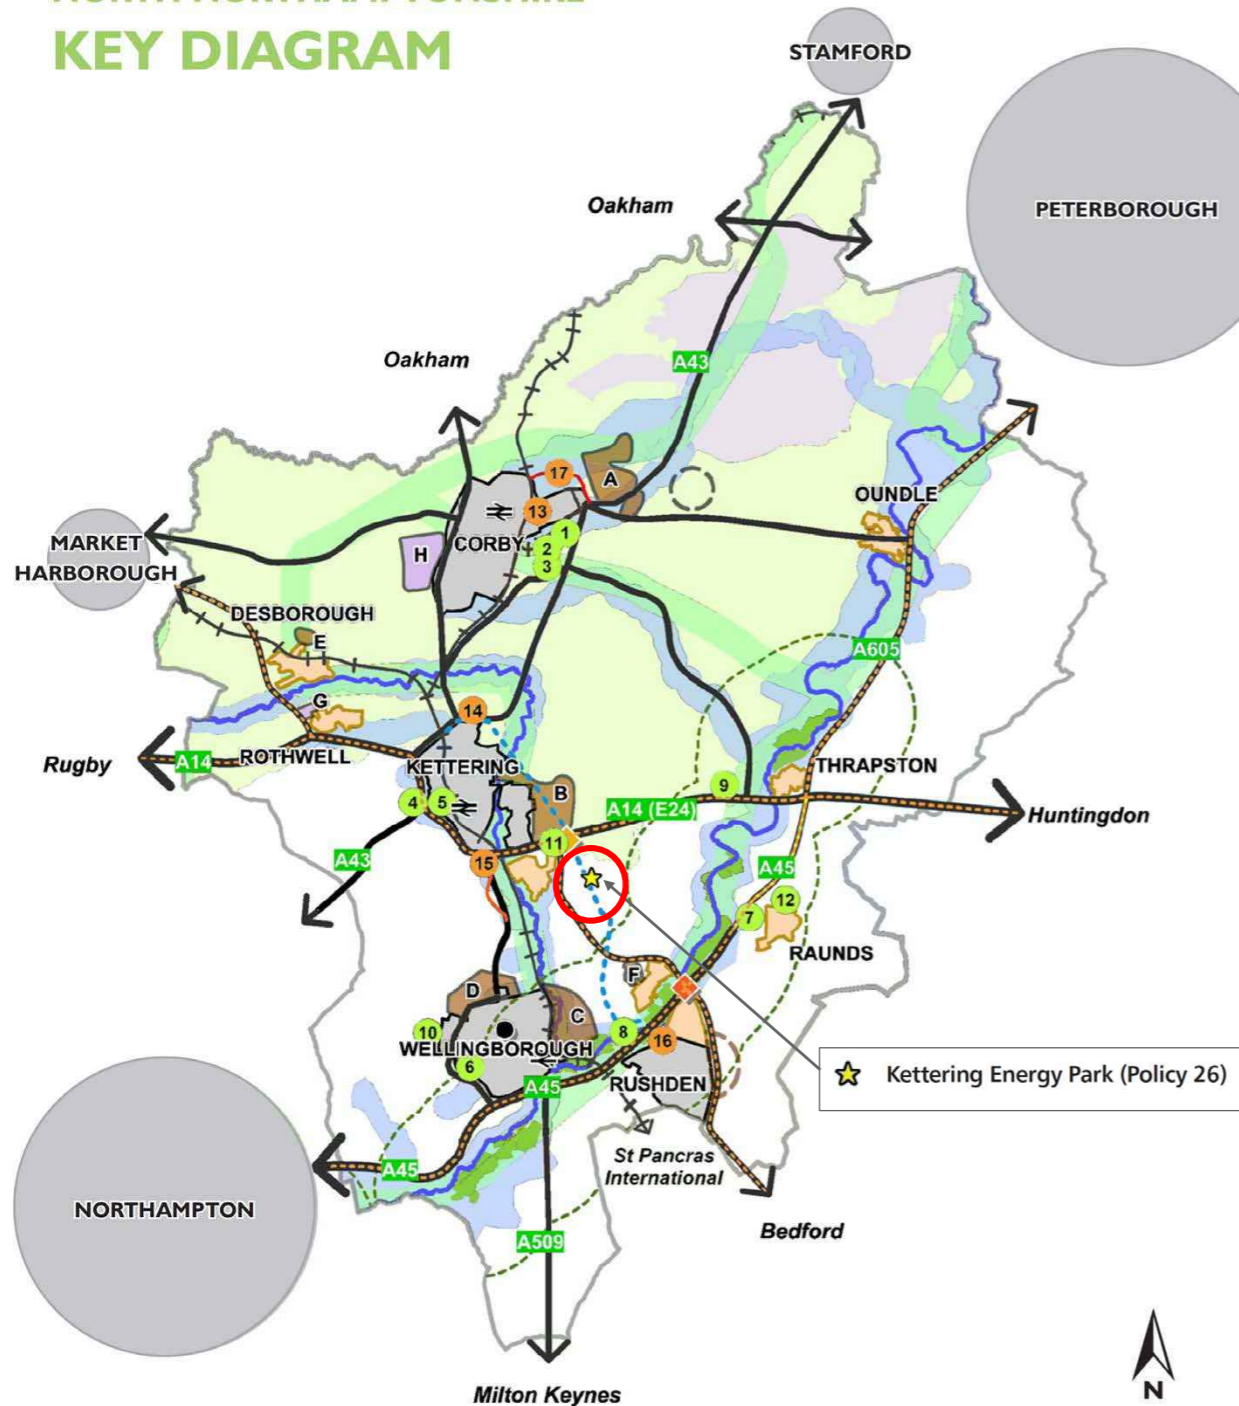 KEY DIAGRAM
STAMFORD
PETERBOROUGH
Oakham
Oakham
A43
17
A
13
OUNDLE
1
MARKET
HARBOROUGH
H
CORBY
2
3
DESBOROUGH
E
A605
G
14
Rugby
A14
ROTHWELL
KETTERING
THRAPSTON
9
B
4
5
A14 (E24)
Huntingdon
11
A43
15
A45
12
7
RAUNDS
F
D
C
10
8
16
WELLINGBOROUGH
6
RUSHDEN
A45
Kettering Energy Park (Policy 26)
St Pancras
International
A45
NORTHAMPTON
A509
Bedford
Milton Keynes
N